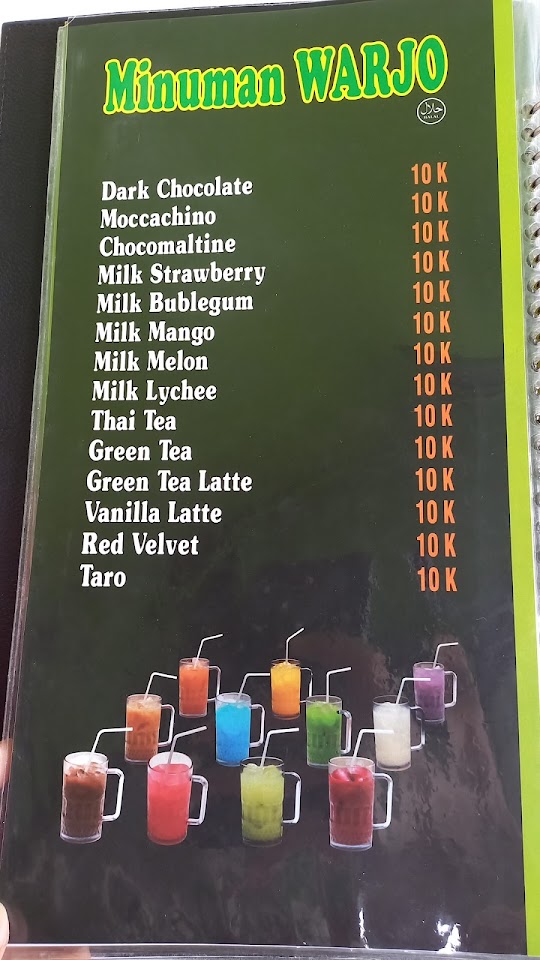 Minuman WARJO
حلال
HALAL
Dark Chocolate 10 K
Moccachino 10 K
Chocomaltine 10 K
Milk Strawberry 10 K
Milk Bublegum 10 K
Milk Mango 10 K
Milk Melon 10 K
Milk Lychee 10 K
Thai Tea 10 K
Green Tea 10 K
Green Tea Latte 10 K
Vanilla Latte 10 K
Red Velvet 10 K
Taro 10 K